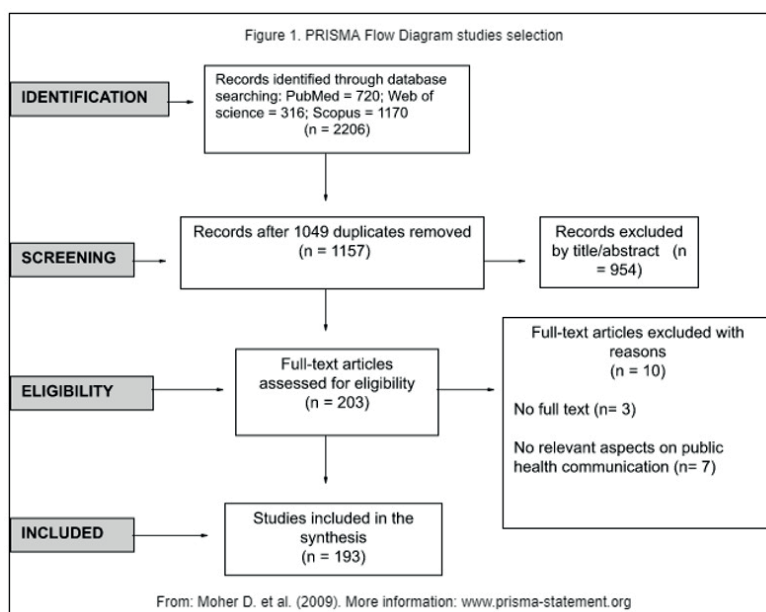 Figure 1. PRISMA Flow Diagram studies selection
IDENTIFICATION
Records identified through database
searching: PubMed = 720; Web of
science = 316; Scopus = 1170
(n = 2206)
SCREENING
Records after 1049 duplicates removed
(n = 1157)
Records excluded
by title/abstract (n
= 954)
ELIGIBILITY
Full-text articles
assessed for eligibility
(n = 203)
Full-text articles excluded with
reasons
(n = 10)
No full text (n= 3)
No relevant aspects on public
health communication (n= 7)
INCLUDED
Studies included in the
synthesis
n = 193)
From: Moher D. et al. (2009). More information: www.prisma-statement.org